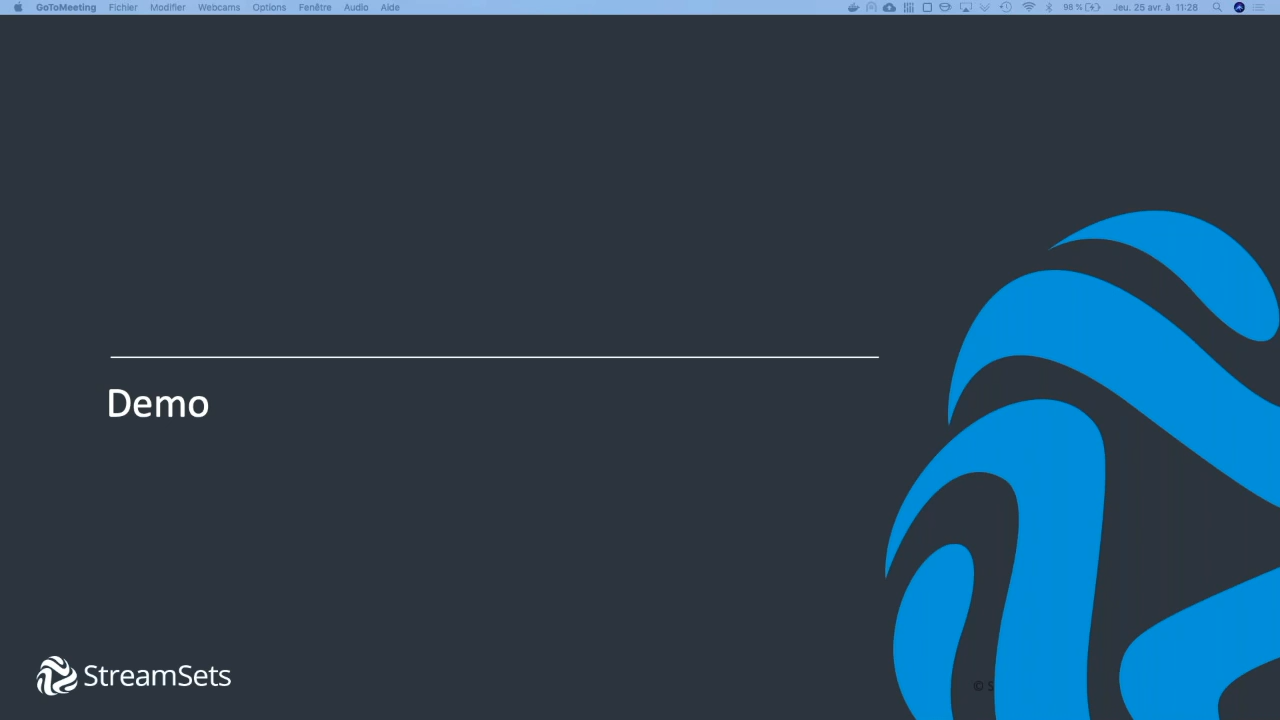 GoToMeeting Fichier Modifier Webcams Options Fenêtre Audio Aide 98 % Jeu. 25 avr. à 11:28
Demo
StreamSets
© S